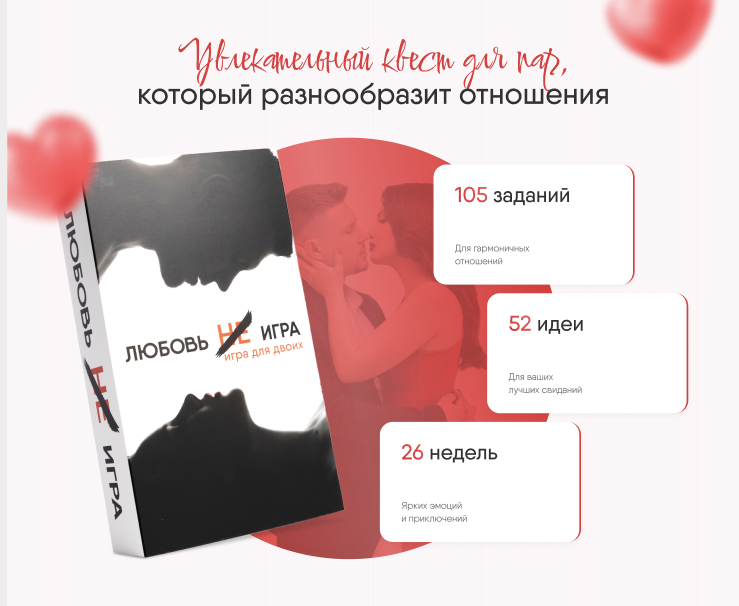 Увлекательный квест для пар,
который разнообразит отношения
ЛЮБОВЬ НЕ ИГРА
ЛЮБОВЬ НЕ ИГРА
игра для двоих
105 заданий
Для гармоничных
отношений
52 идеи
Для ваших
лучших свиданий
26 недель
Ярких эмоций
и приключений